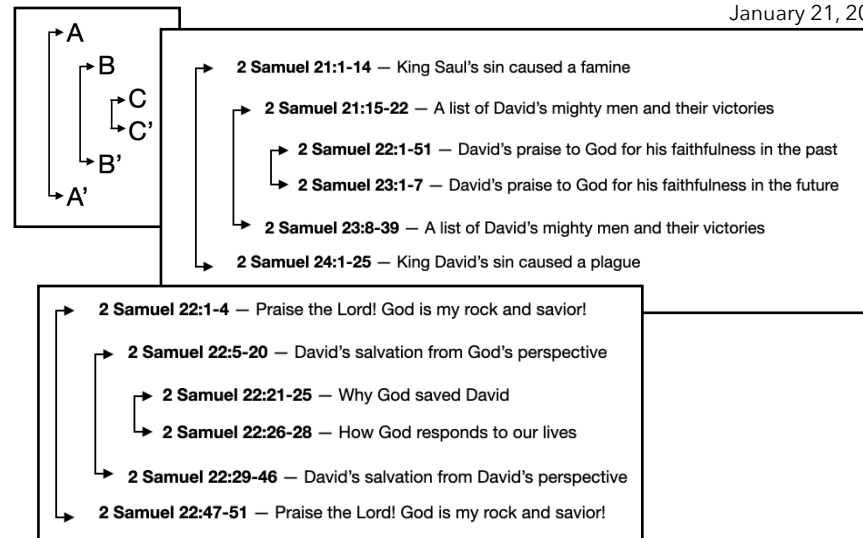 January 21, 20
A
B
C
C’
B’
A’
2 Samuel 21:1-14 — King Saul’s sin caused a famine
2 Samuel 21:15-22 — A list of David’s mighty men and their victories
2 Samuel 22:1-51 — David’s praise to God for his faithfulness in the past
2 Samuel 23:1-7 — David’s praise to God for his faithfulness in the future
2 Samuel 23:8-39 — A list of David’s mighty men and their victories
2 Samuel 24:1-25 — King David’s sin caused a plague
2 Samuel 22:1-4 — Praise the Lord! God is my rock and savior!
2 Samuel 22:5-20 — David’s salvation from God’s perspective
2 Samuel 22:21-25 — Why God saved David
2 Samuel 22:26-28 — How God responds to our lives
2 Samuel 22:29-46 — David’s salvation from David’s perspective
2 Samuel 22:47-51 — Praise the Lord! God is my rock and savior!